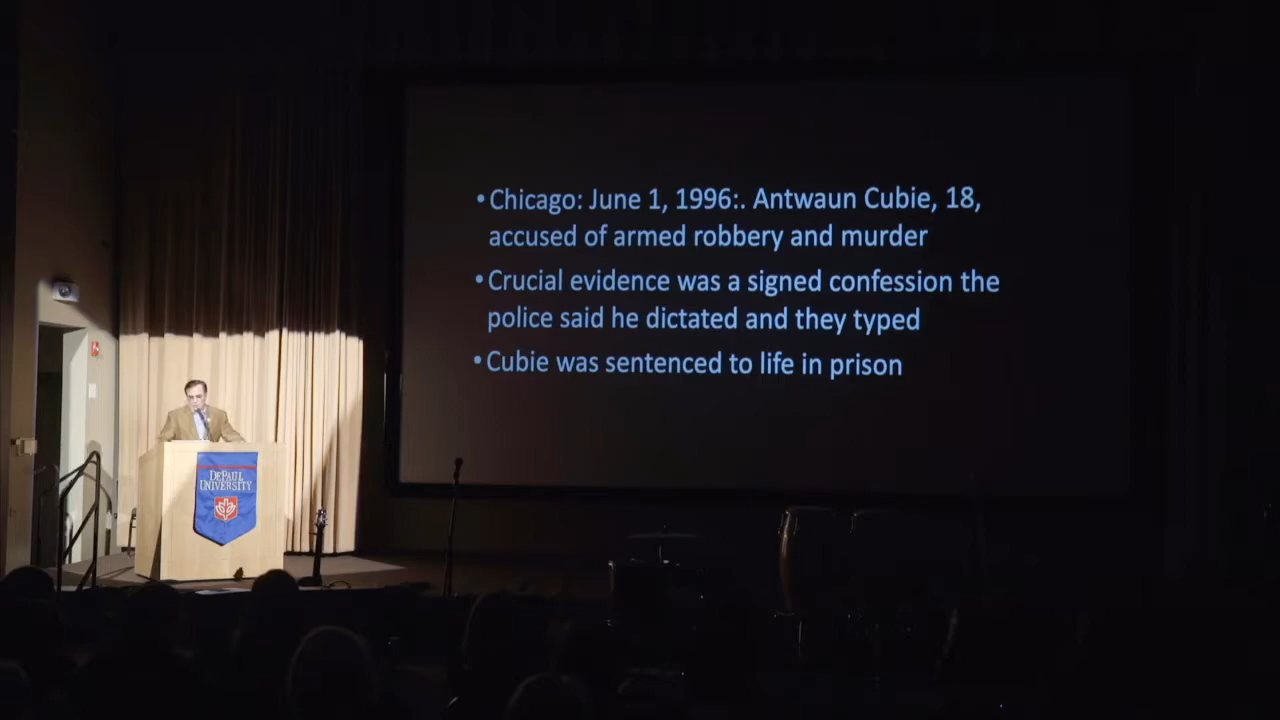 • Chicago: June 1, 1996:. Antwaun Cubie, 18,
accused of armed robbery and murder
• Crucial evidence was a signed confession the
police said he dictated and they typed
• Cubie was sentenced to life in prison
DEPAUL
UNIVERSITY